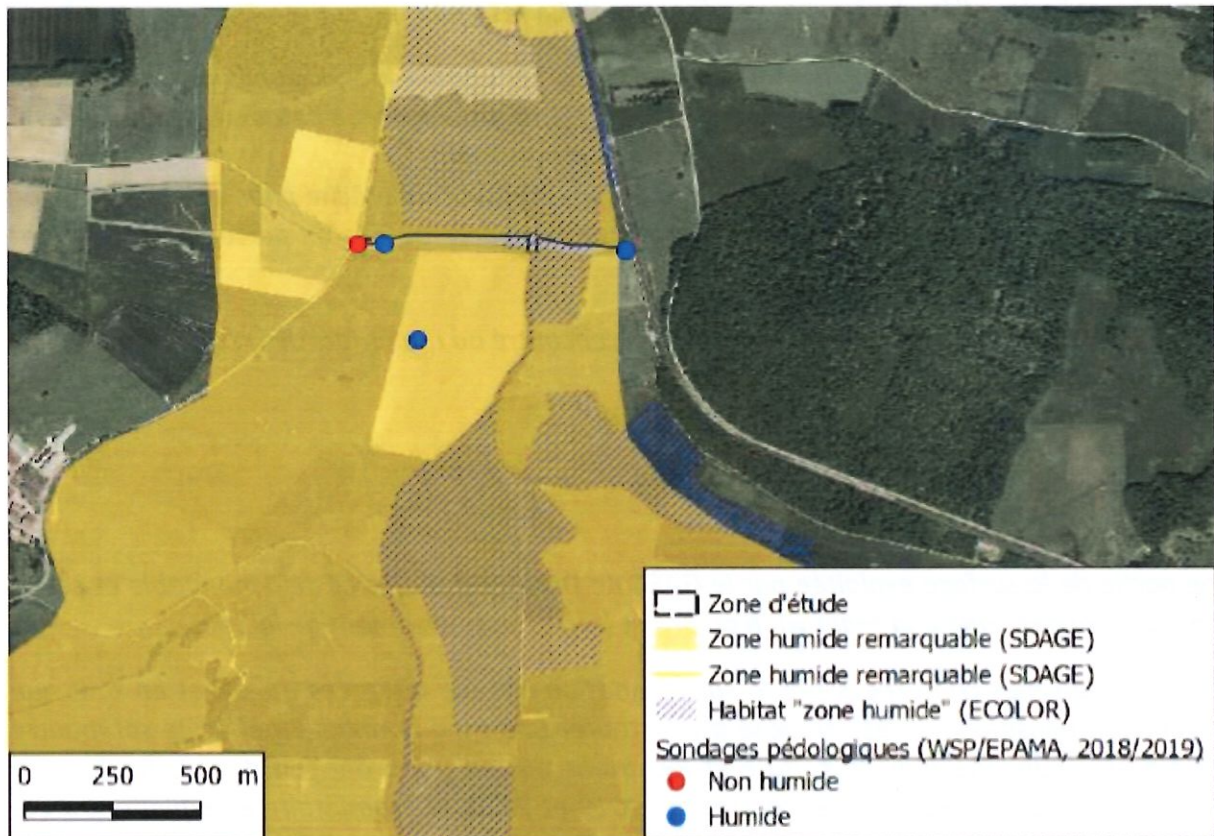 Zone d'étude
Zone humide remarquable (SDAGE)
Zone humide remarquable (SDAGE)
Habitat "zone humide" (ECOLOR)
Sondages pédologiques (WSP/EPAMA, 2018/2019)
Non humide
Humide
0 250 500 m